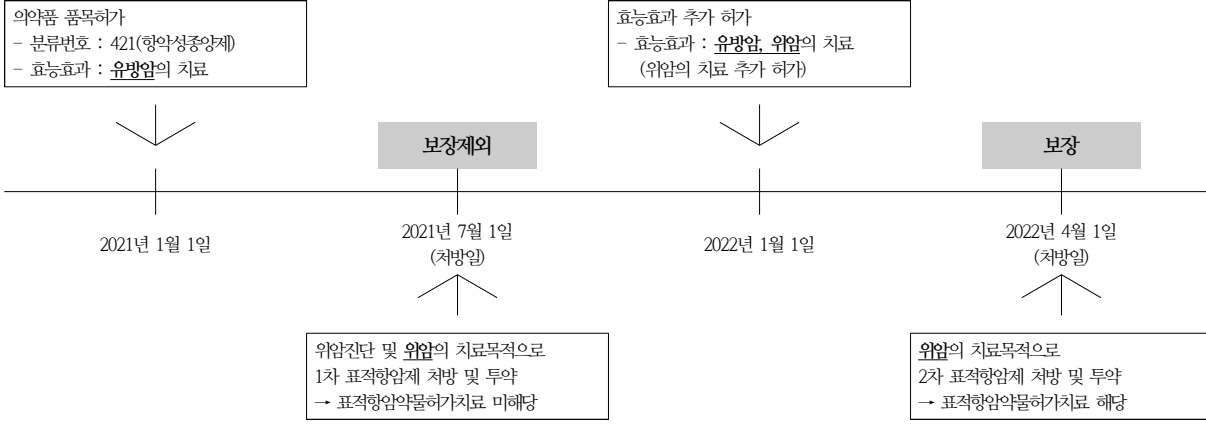 의약품 품목허가
- 분류번호 : 421(항악성종양제)
- 효능효과 : 유방암의 치료
효능효과 추가 허가
- 효능효과 : 유방암, 위암의 치료
(위암의 치료 추가 허가)
보장제외
보장
2021년 1월 1일
2021년 7월 1일
(처방일)
2022년 1월 1일
2022년 4월 1일
(처방일)
위암진단 및 위암의 치료목적으로
1차 표적항암제 처방 및 투약
→ 표적항암약물허가치료 미해당
위암의 치료목적으로
2차 표적항암제 처방 및 투약
→ 표적항암약물허가치료 해당